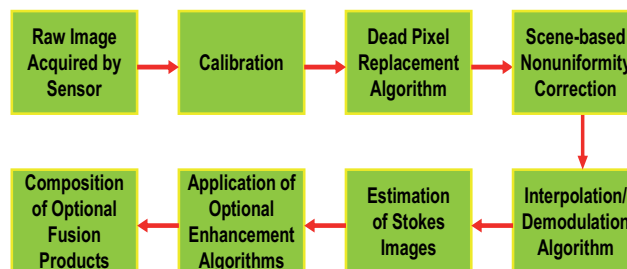 Raw Image
Acquired by
Sensor
Calibration
Dead Pixel
Replacement
Algorithm
Scene-based
Nonuniformity
Correction
Interpolation/
Demodulation
Algorithm
Estimation
of Stokes
Images
Application of
Optional
Enhancement
Algorithms
Composition
of Optional
Fusion
Products